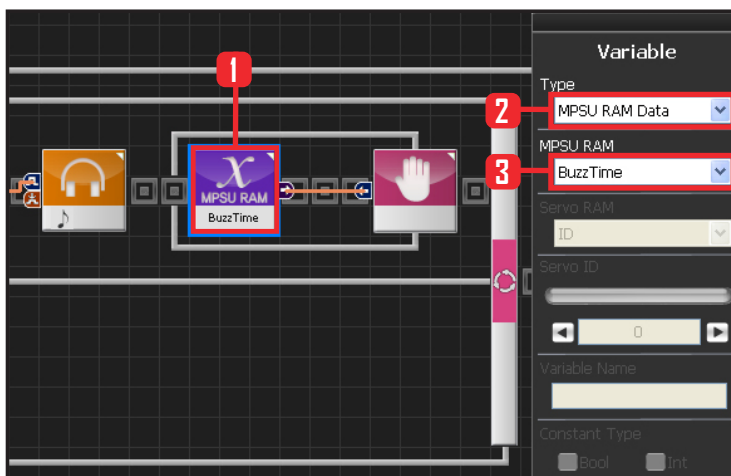 1
MPSU RAM
BuzzTime
Variable
Type
2
MPSU RAM Data
MPSU RAM
3
BuzzTime
Servo RAM
ID
Servo ID
0
Variable Name
Constant Type
Bool
Int